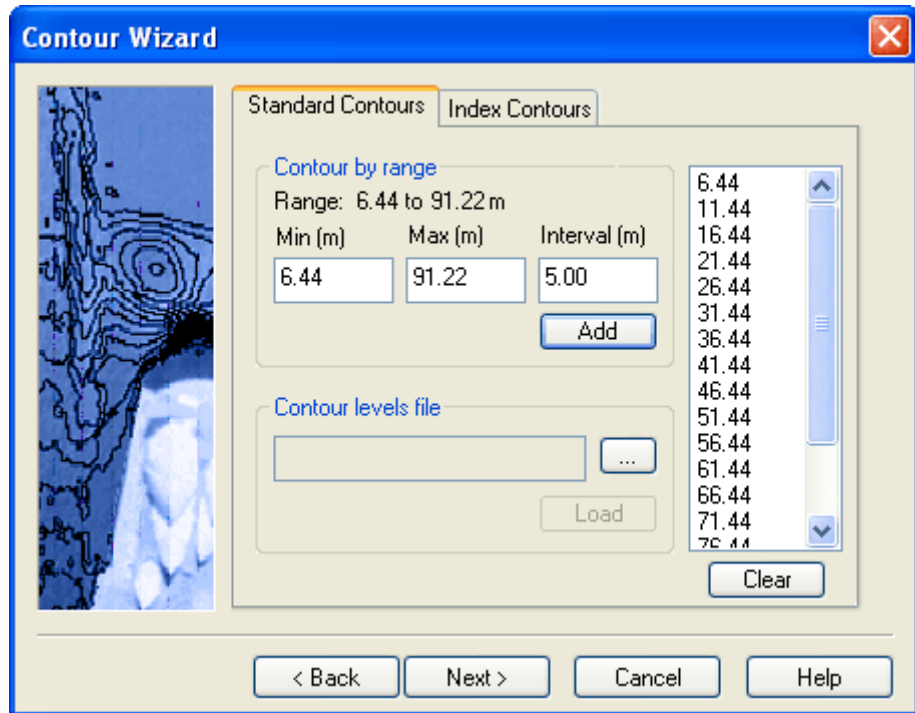 Contour Wizard
Standard Contours
Index Contours
Contour by range
Range: 6.44 to 91.22 m
Min (m) Max (m) Interval (m)
6.44 91.22 5.00
Add
Contour levels file
...
Load
6.44
11.44
16.44
21.44
26.44
31.44
36.44
41.44
46.44
51.44
56.44
61.44
66.44
71.44
76.44
Clear
< Back Next > Cancel Help